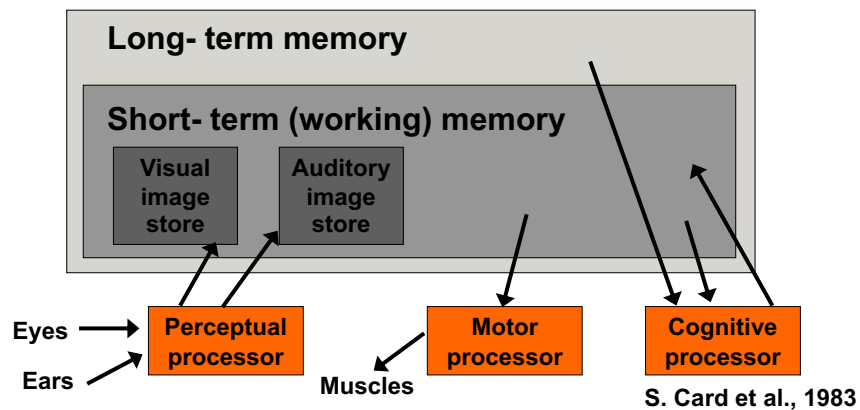 Long- term memory
Short- term (working) memory
Visual
image
store
Auditory
image
store
Eyes
Ears
Perceptual
processor
Muscles
Motor
processor
Cognitive
processor
S. Card et al., 1983